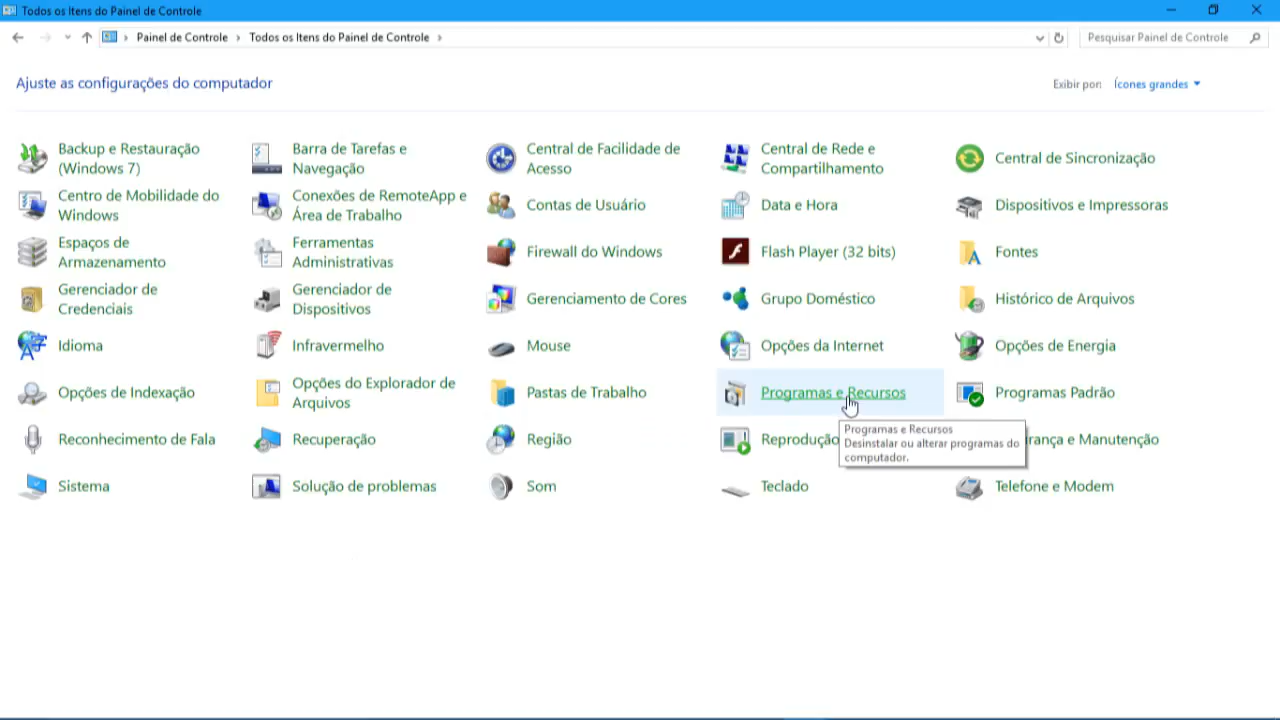 Todos os Itens do Painel de Controle
Painel de Controle › Todos os Itens do Painel de Controle ›
Pesquisar Painel de Controle
Ajuste as configurações do computador
Exibir por: Ícones grandes
Backup e Restauração
(Windows 7)
Barra de Tarefas e
Navegação
Central de Facilidade de
Acesso
Central de Rede e
Compartilhamento
Central de Sincronização
Centro de Mobilidade do
Windows
Conexões de RemoteApp e
Área de Trabalho
Contas de Usuário
Data e Hora
Dispositivos e Impressoras
Espaços de
Armazenamento
Ferramentas
Administrativas
Firewall do Windows
Flash Player (32 bits)
Fontes
Gerenciador de
Credenciais
Gerenciador de
Dispositivos
Gerenciamento de Cores
Grupo Doméstico
Histórico de Arquivos
Idioma
Infravermelho
Mouse
Opções da Internet
Opções de Energia
Opções de Indexação
Opções do Explorador de
Arquivos
Pastas de Trabalho
Programas e Recursos
Programas Padrão
Reconhecimento de Fala
Recuperação
Região
Reprodução
Programas e Recursos
Desinstalar ou alterar programas do
computador.
rança e Manutenção
Sistema
Solução de problemas
Som
Teclado
Telefone e Modem